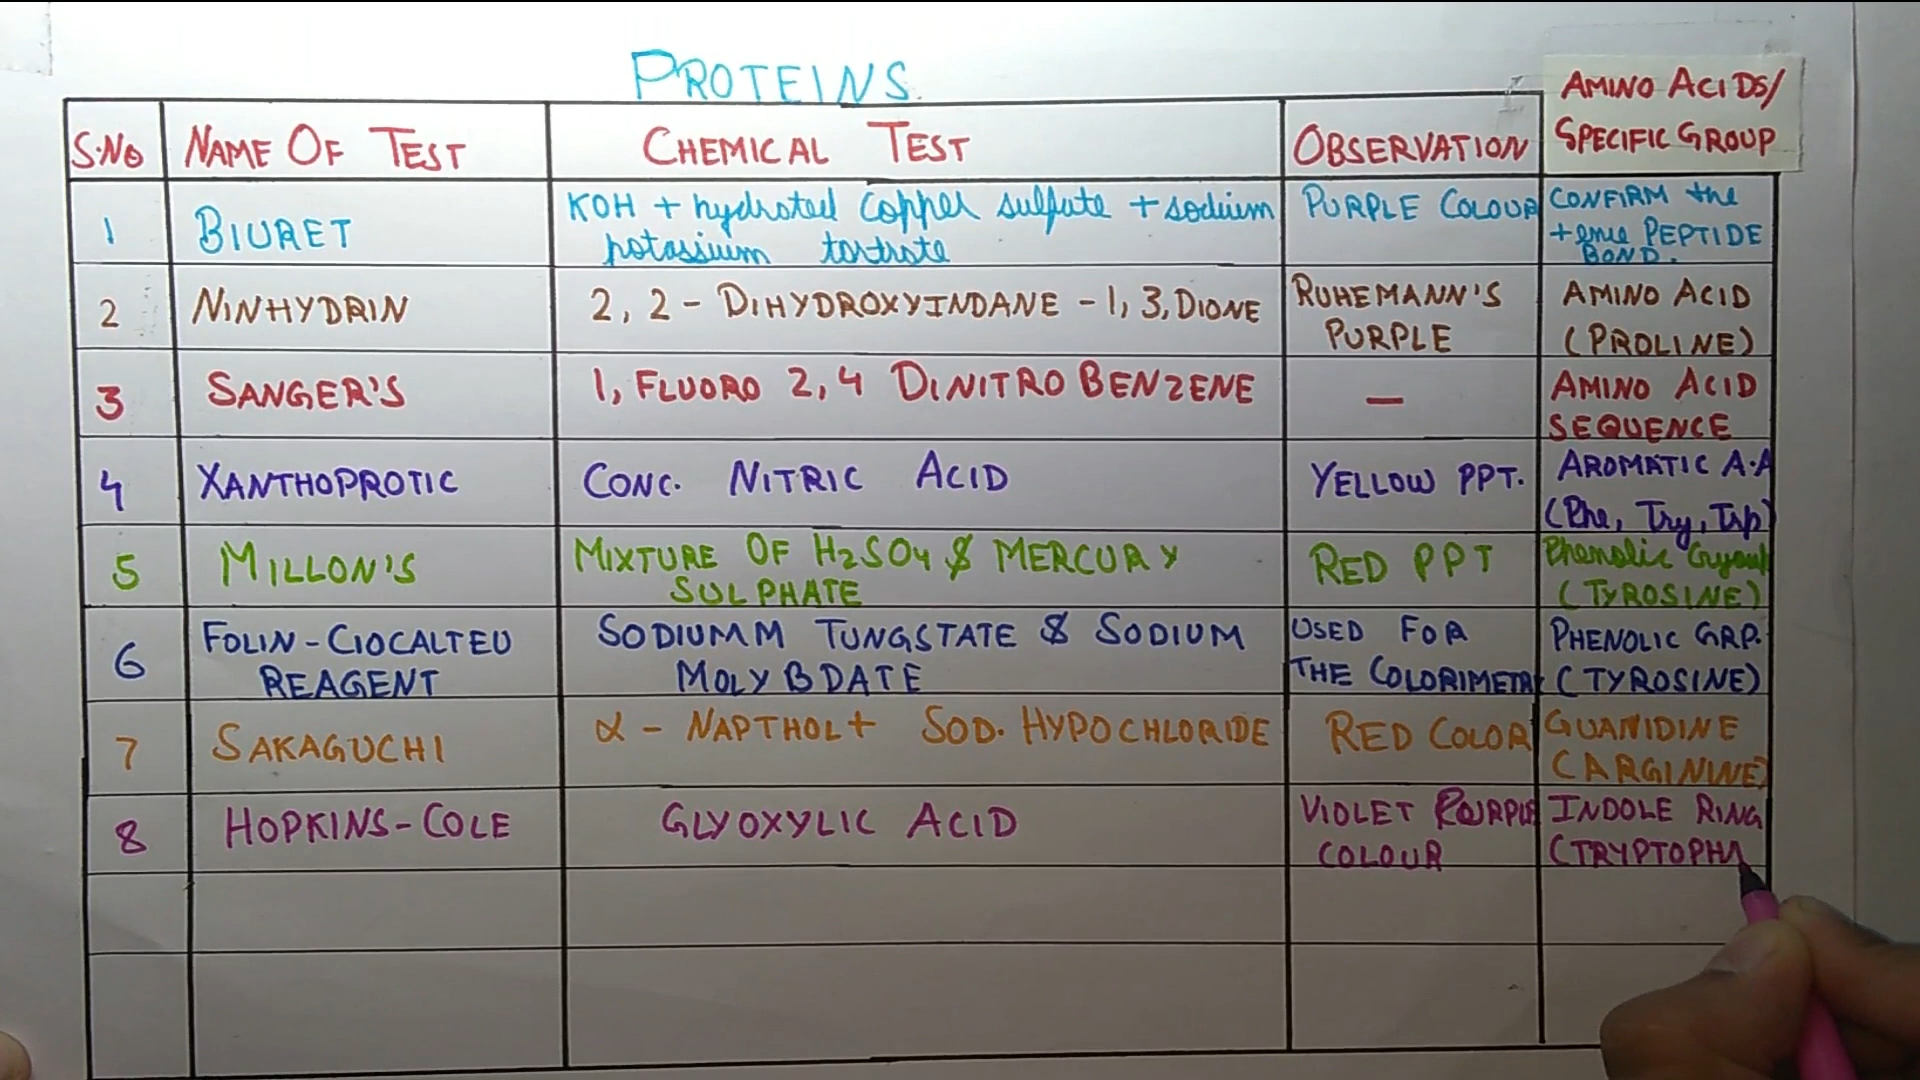 PROTEINS.
S.NO
NAME OF TEST
CHEMICAL TEST
OBSERVATION
AMINO ACIDS/
SPECIFIC GROUP
1
BIURET
KOH + hydrated Copper sulfate + sodium
potassium tartrate
PURPLE COLOUR
CONFIRM the
PEPTIDE
BOND.
2
NINHYDRIN
2, 2 - DIHYDROXYINDANE - 1, 3, DIONE
RUHEMANN'S
PURPLE
AMINO ACID
(PROLINE)
3
SANGER'S
1, FLUORO 2, 4 DINITRO BENZENE
—
AMINO ACID
SEQUENCE
4
XANTHOPROTIC
CONC. NITRIC ACID
YELLOW PPT.
AROMATIC A.A
(Phe, Try, Trp)
5
MILLON'S
MIXTURE OF H2SO4 & MERCURY
SULPHATE
RED PPT
Phenolic Group
(TYROSINE)
6
FOLIN-CIOCALTEU
REAGENT
SODIUMM TUNGSTATE & SODIUM
MOLYBDATE
USED FOR
THE COLORIMETR
PHENOLIC GRP.
(TYROSINE)
7
SAKAGUCHI
α - NAPTHOL + SOD. HYPOCHLORIDE
RED COLOR
GUANIDINE
(ARGININE)
8
HOPKINS-COLE
GLYOXYLIC ACID
VIOLET PURPLE
COLOUR
INDOLE RING
(TRYPTOPHA